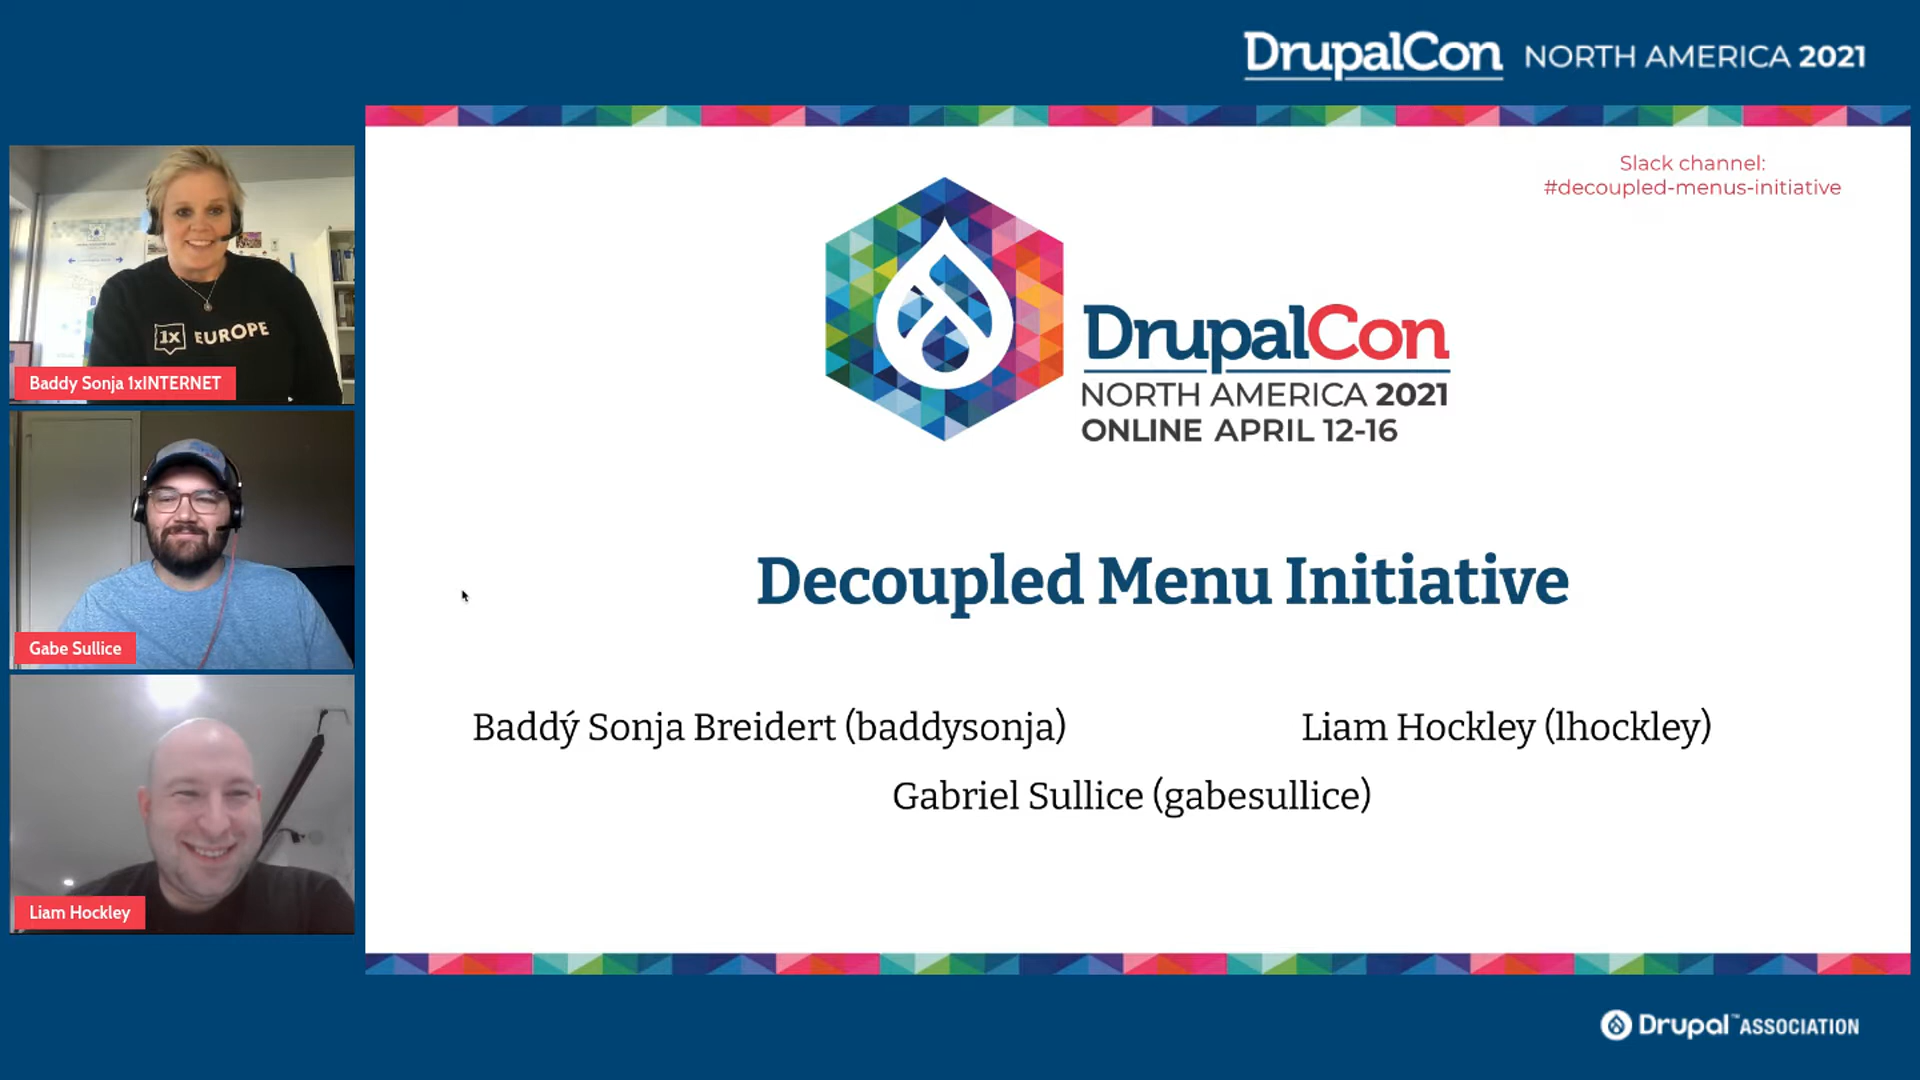 DrupalCon NORTH AMERICA 2021
Slack channel:
#decoupled-menus-initiative
DrupalCon
NORTH AMERICA 2021
ONLINE APRIL 12-16
Decoupled Menu Initiative
Baddý Sonja Breidert (baddysonja)
Liam Hockley (lhockley)
Gabriel Sullice (gabesullice)
1x EUROPE
Baddy Sonja 1xINTERNET
Gabe Sullice
Liam Hockley
Drupal™ ASSOCIATION